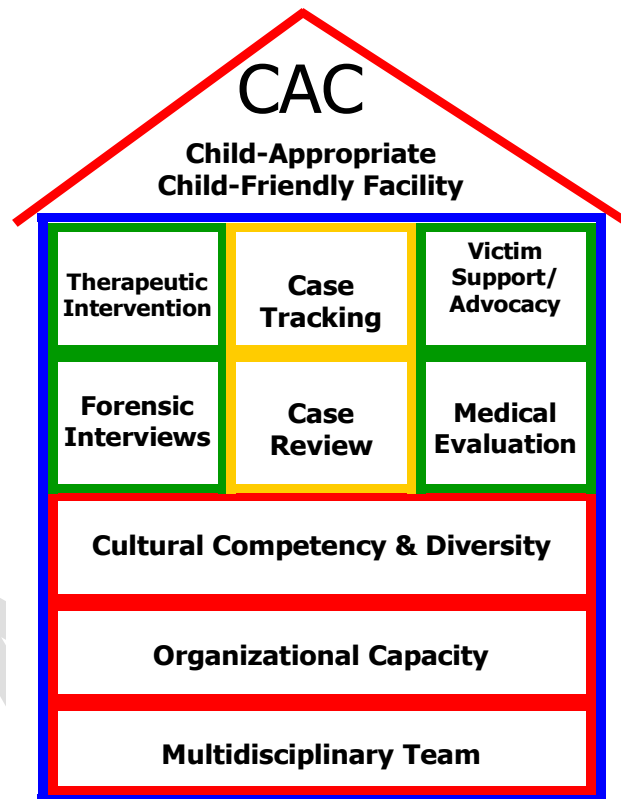 CAC
Child-Appropriate
Child-Friendly Facility
Therapeutic
Intervention
Case
Tracking
Victim
Support/
Advocacy
Forensic
Interviews
Case
Review
Medical
Evaluation
Cultural Competency & Diversity
Organizational Capacity
Multidisciplinary Team